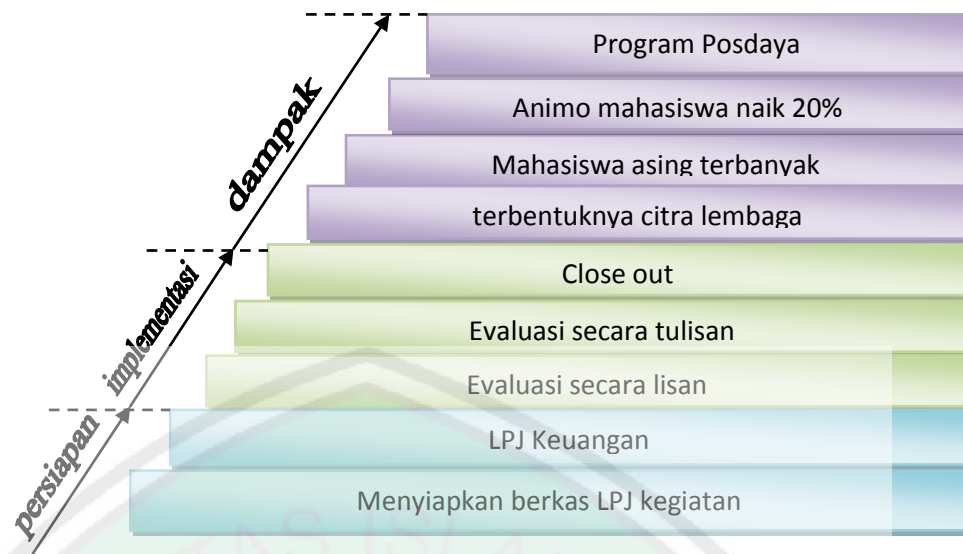 Program Posdaya
Animo mahasiswa naik 20%
Mahasiswa asing terbanyak
terbentuknya citra lembaga
Close out
Evaluasi secara tulisan
Evaluasi secara lisan
LPJ Keuangan
Menyiapkan berkas LPJ kegiatan
dampak
implementasi
persiapan